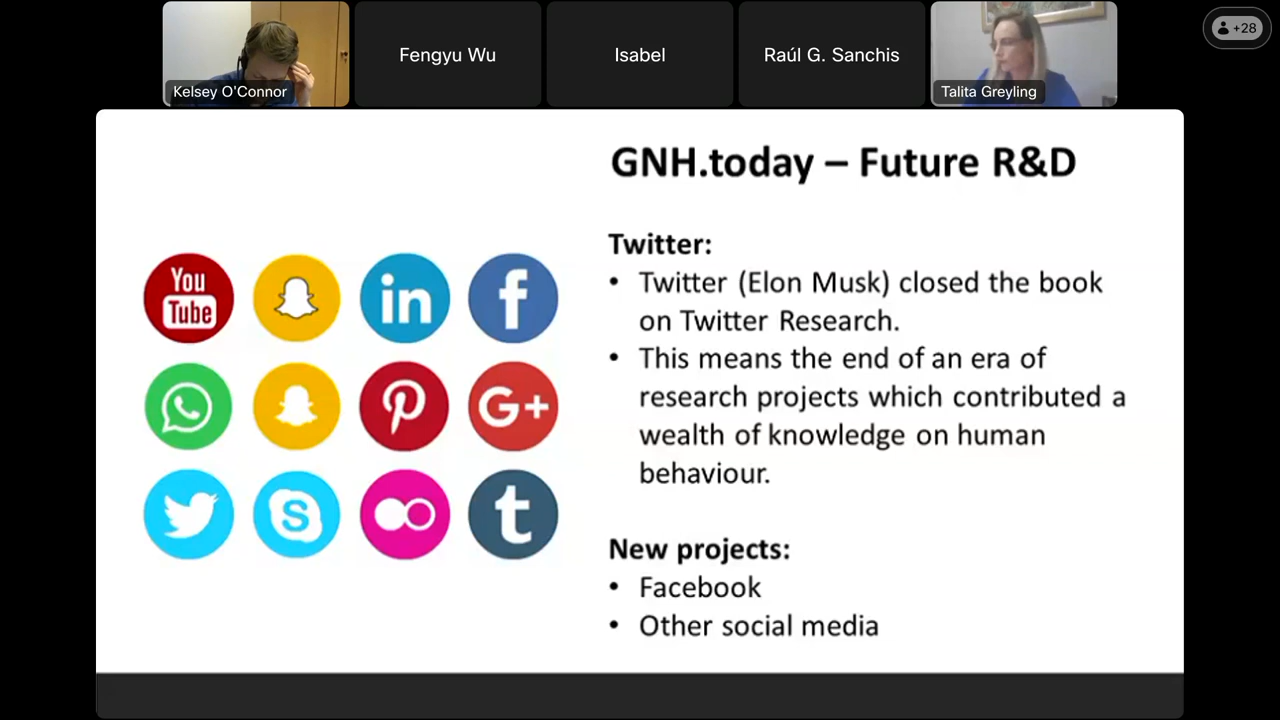 Kelsey O'Connor
Fengyu Wu
Isabel
Raúl G. Sanchis
Talita Greyling
+28
GNH.today – Future R&D
Twitter:
• Twitter (Elon Musk) closed the book
on Twitter Research.
• This means the end of an era of
research projects which contributed a
wealth of knowledge on human
behaviour.
New projects:
• Facebook
• Other social media
You
Tube
in
f
G+
S
t